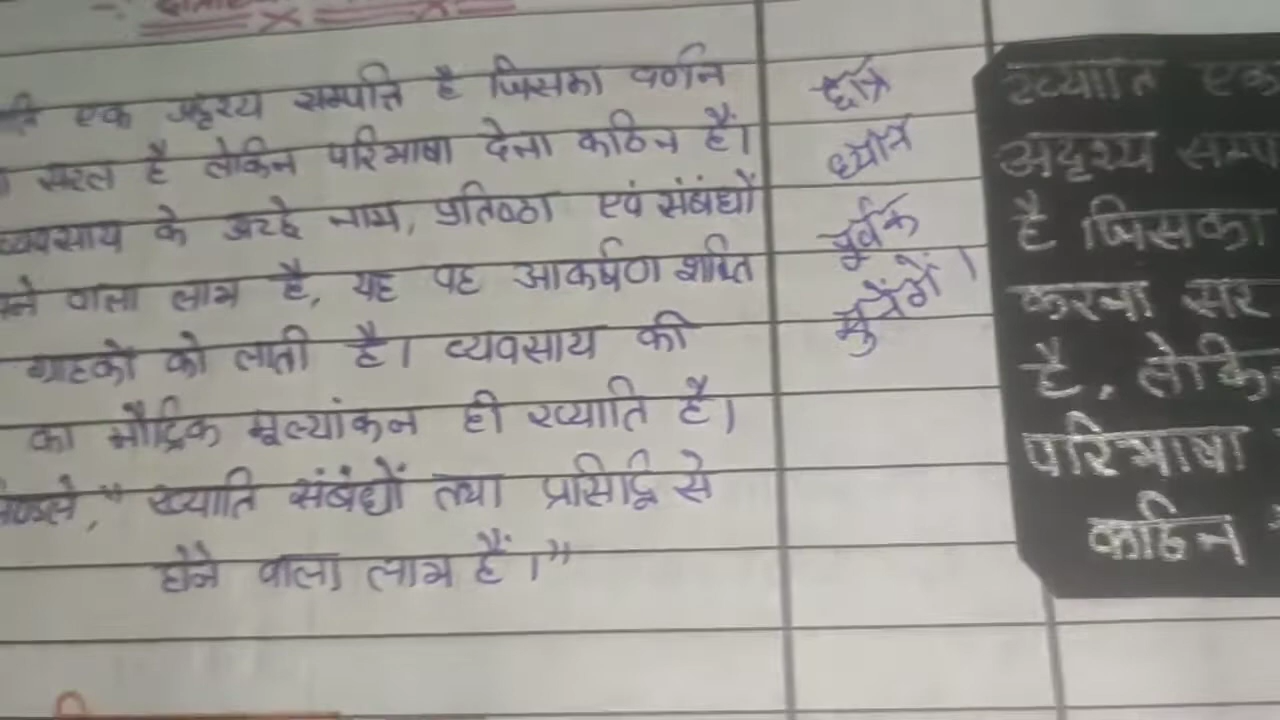 एक अदृश्य सम्पत्ति है जिसका वर्णन
सरल है लेकिन परिभाषा देना कठिन है।
व्यवसाय के अच्छे नाम, प्रतिष्ठा एवं संबंधों
वाला लाभ है, यह वह आकर्षण शक्ति
ग्राहकों को लाती है। व्यवसाय की
का मौद्रिक मूल्यांकन ही ख्याति है।
" ख्याति संबंधों तथा प्रसिद्धि से
होने वाला लाभ है।"
छात्र
ध्यान
पूर्वक
सुनेंगें।
ख्याति एक
अदृश्य सम्प
है जिसका
करना सर
है, लेकि
परिभाषा
कठिन